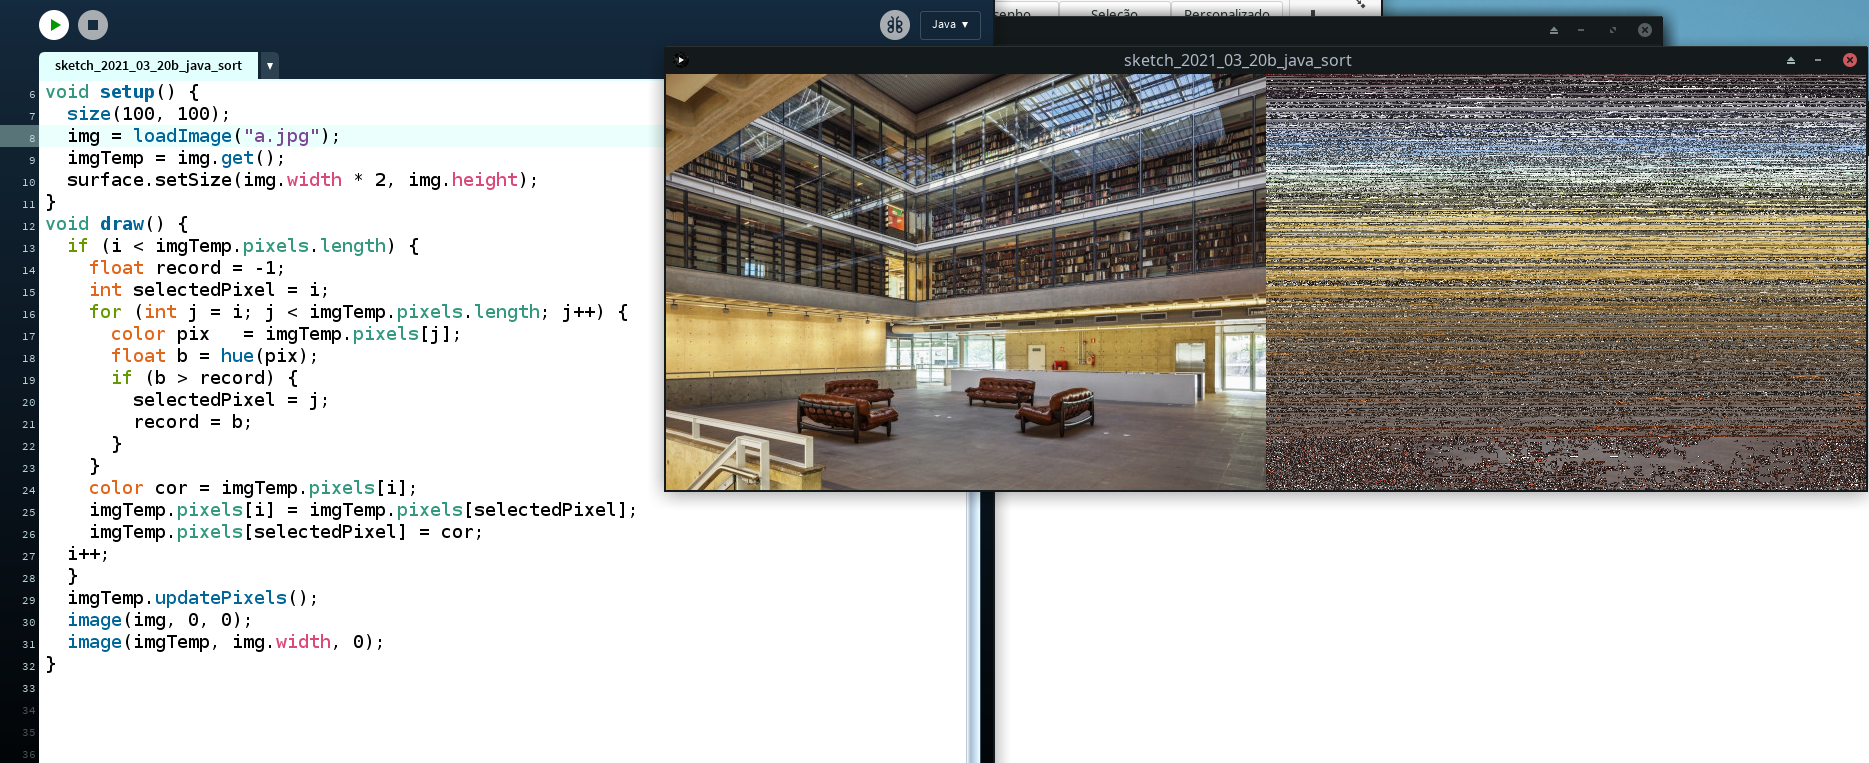 Java ▾
sketch_2021_03_20b_java_sort ▾
enho Seleção Personalizado
sketch_2021_03_20b_java_sort
6 void setup() {
7   size(100, 100);
8   img = loadImage("a.jpg");
9   imgTemp = img.get();
10   surface.setSize(img.width * 2, img.height);
11 }
12 void draw() {
13   if (i < imgTemp.pixels.length) {
14     float record = -1;
15     int selectedPixel = i;
16     for (int j = i; j < imgTemp.pixels.length; j++) {
17       color pix   = imgTemp.pixels[j];
18       float b = hue(pix);
19       if (b > record) {
20         selectedPixel = j;
21         record = b;
22       }
23     }
24     color cor = imgTemp.pixels[i];
25     imgTemp.pixels[i] = imgTemp.pixels[selectedPixel];
26     imgTemp.pixels[selectedPixel] = cor;
27   i++;
28   }
29   imgTemp.updatePixels();
30   image(img, 0, 0);
31   image(imgTemp, img.width, 0);
32 }
33
34
35
36